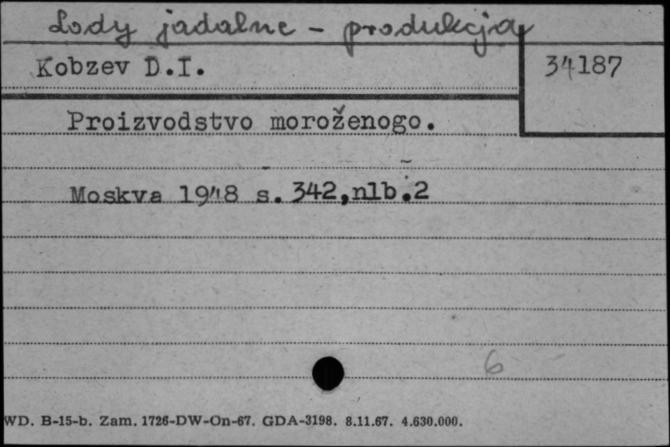 Lody jadalne - produkcja
Kobzev D.I.
34187
Proizvodstvo moroženogo.
Moskva 1948 s. 342,nlb.2
6
WD. B-15-b. Zam. 1726-DW-On-67. GDA-3198. 8.11.67. 4.630.000.